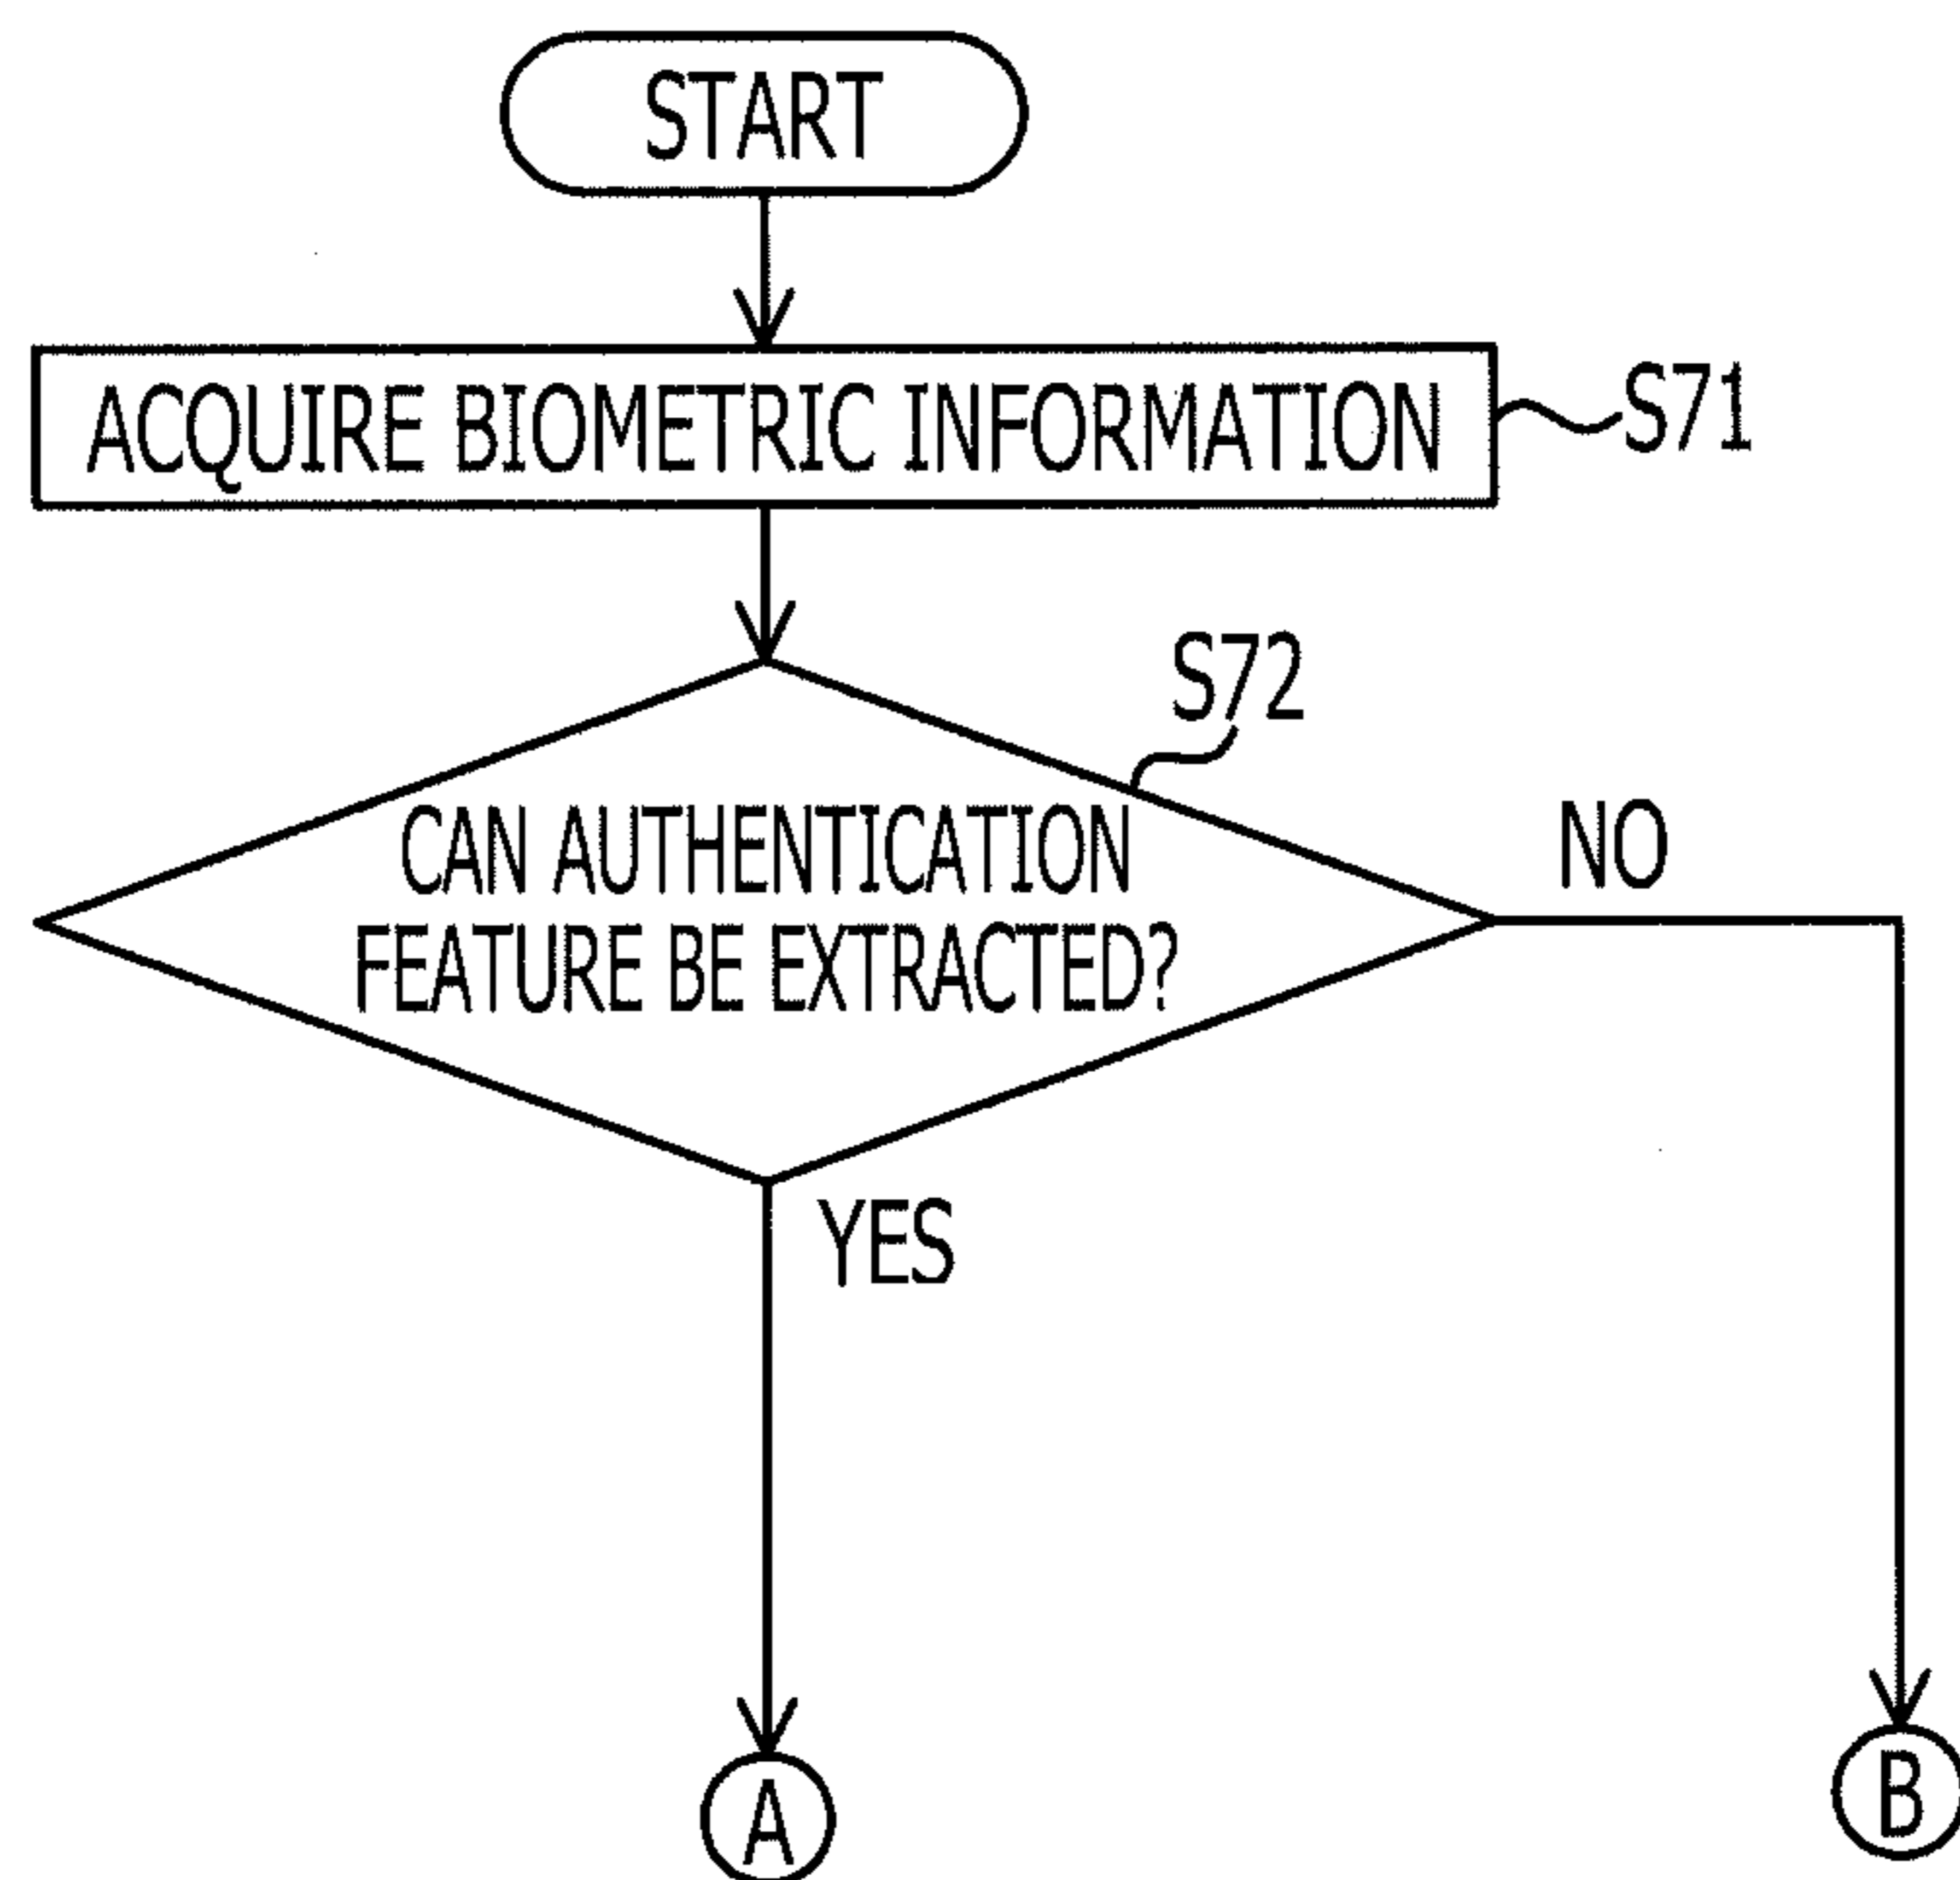 START
ACQUIRE BIOMETRIC INFORMATION
S71
S72
CAN AUTHENTICATION
FEATURE BE EXTRACTED?
NO
YES
A
B